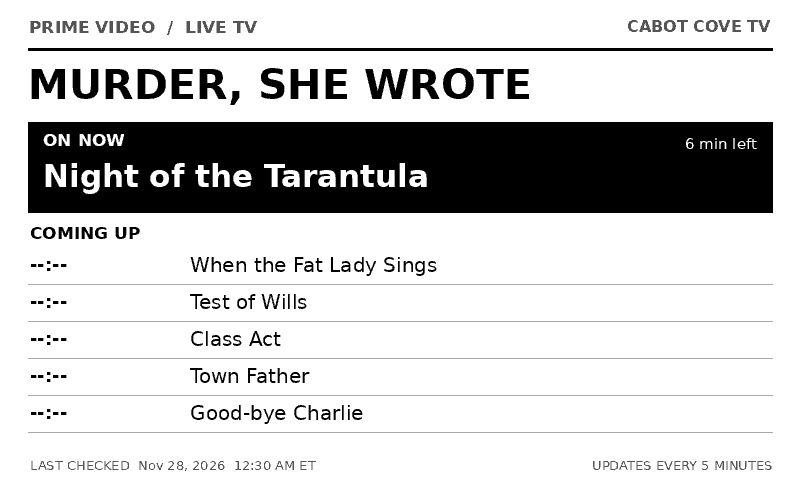 PRIME VIDEO / LIVE TV
CABOT COVE TV
MURDER, SHE WROTE
ON NOW
6 min left
Night of the Tarantula
COMING UP
--:-- When the Fat Lady Sings
--:-- Test of Wills
--:-- Class Act
--:-- Town Father
--:-- Good-bye Charlie
LAST CHECKED Nov 28, 2026 12:30 AM ET
UPDATES EVERY 5 MINUTES